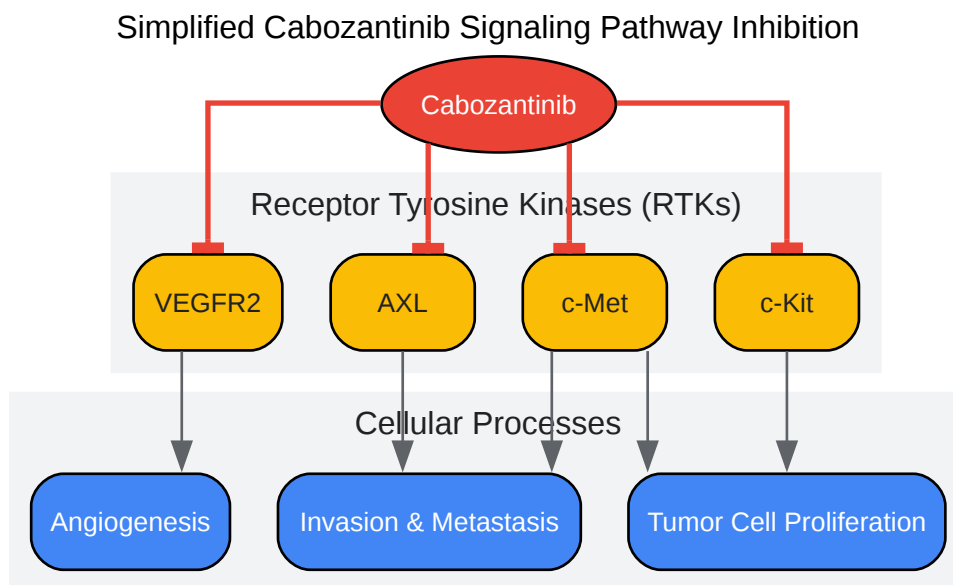 Simplified Cabozantinib Signaling Pathway Inhibition
Cabozantinib
Receptor Tyrosine Kinases (RTKs)
VEGFR2
AXL
c-Met
c-Kit
Cellular Processes
Angiogenesis
Invasion & Metastasis
Tumor Cell Proliferation